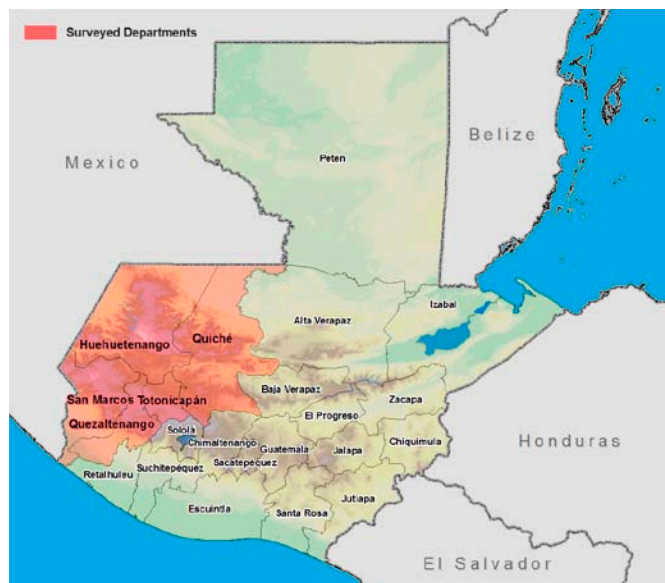 Surveyed Departments
Belize
Mexico
Peten
Izabal
Alta Verapaz
Quiché
Huehuetenango
Baja Verapaz
Zacapa
San Marcos Totonicapán
El Progreso
Quezaltenango
Sololá
Chimaltenango
Guatemala
Chiquimula
Honduras
Jalapa
Sacatepéquez
Suchitepéquez
Retalhuleu
Jutiapa
Escuintla
Santa Rosa
El Salvador